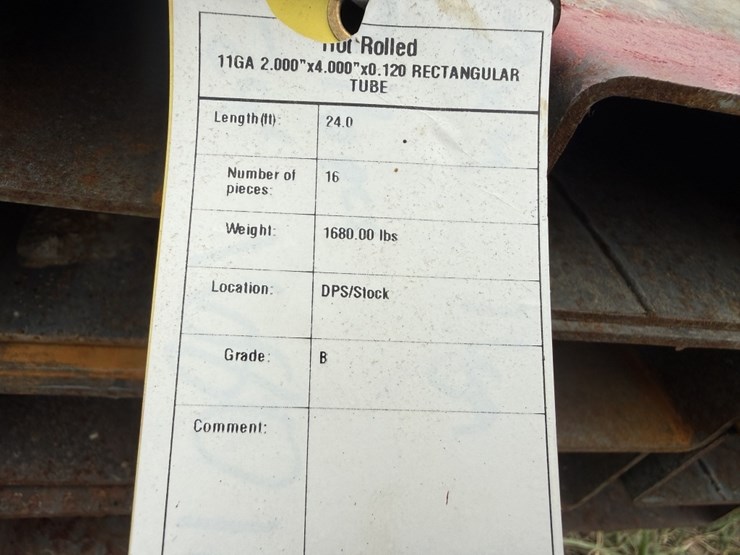 Hot Rolled
11GA 2.000"x4.000"x0.120 RECTANGULAR
TUBE
Length(ft): 24.0
Number of
pieces: 16
Weight: 1680.00 lbs
Location: DPS/Stock
Grade: B
Comment: